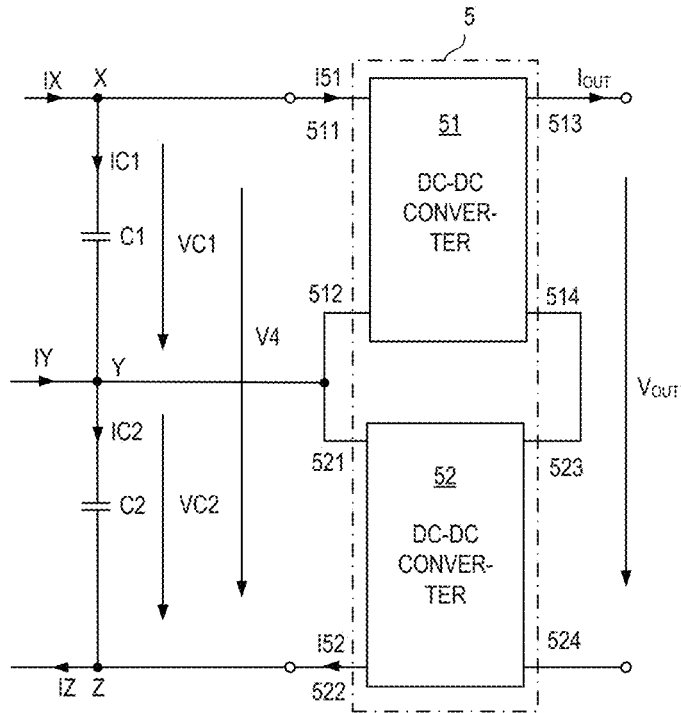 5
IX
X
I51
IOUT
511
51
513
IC1
DC-DC
CONVER-
TER
C1
VC1
512
514
V4
IY
Y
VOUT
IC2
521
523
52
C2
VC2
DC-DC
CONVER-
TER
I52
524
IZ
Z
522